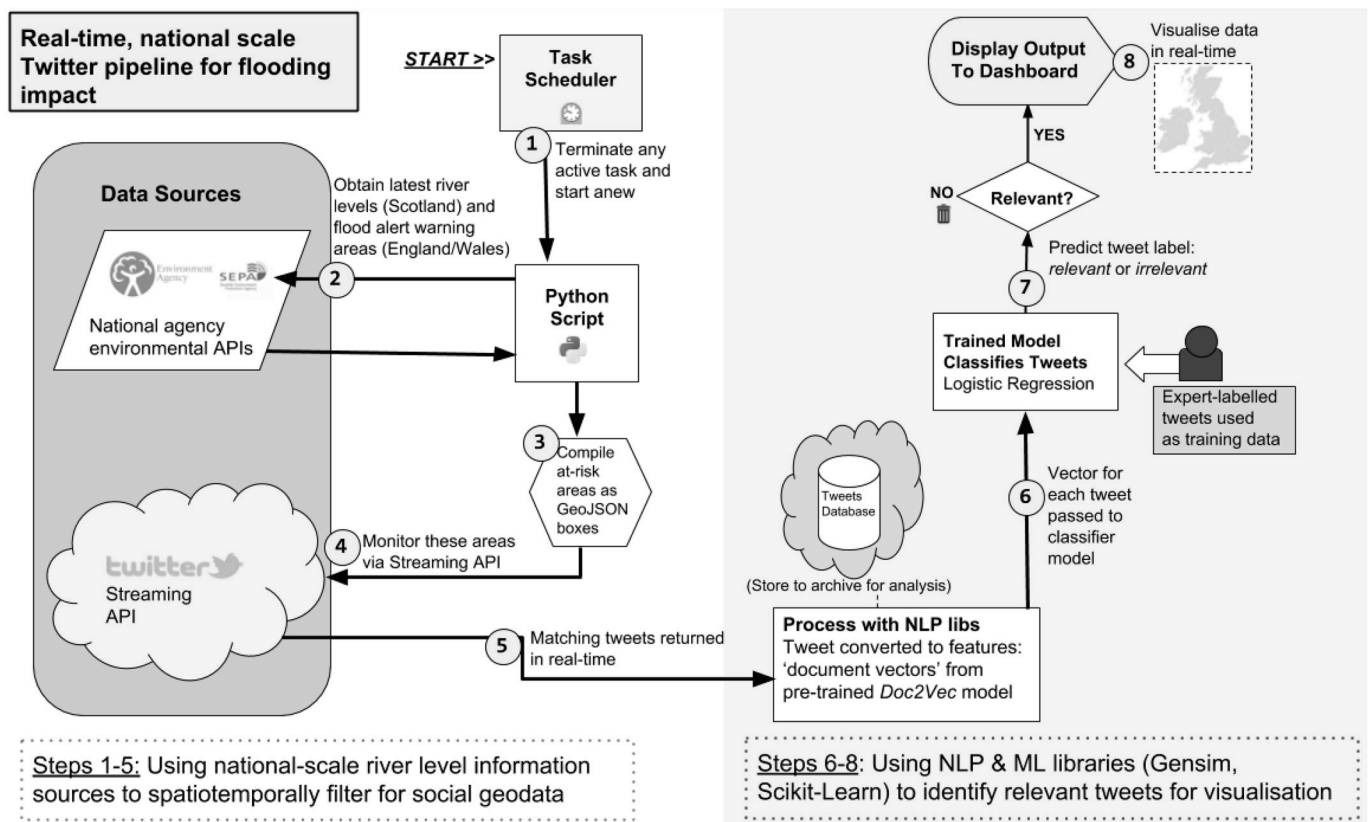 Real-time, national scale
Twitter pipeline for flooding
impact
START >>
Task
Scheduler
1
Terminate any
active task and
start anew
Data Sources
Obtain latest river
levels (Scotland) and
flood alert warning
areas (England/Wales)
2
Environment
Agency
SEPA
National agency
environmental APIs
Python
Script
3
Compile
at-risk
areas as
GeoJSON
boxes
4
Monitor these areas
via Streaming API
twitter
Streaming
API
5
Matching tweets returned
in real-time
Steps 1-5: Using national-scale river level information
sources to spatiotemporally filter for social geodata
Display Output
To Dashboard
8
Visualise data
in real-time
YES
NO
Relevant?
Predict tweet label:
relevant or irrelevant
7
Trained Model
Classifies Tweets
Logistic Regression
Expert-labelled
tweets used
as training data
Tweets
Database
6
Vector for
each tweet
passed to
classifier
model
(Store to archive for analysis)
Process with NLP libs
Tweet converted to features:
‘document vectors’ from
pre-trained Doc2Vec model
Steps 6-8: Using NLP & ML libraries (Gensim,
Scikit-Learn) to identify relevant tweets for visualisation